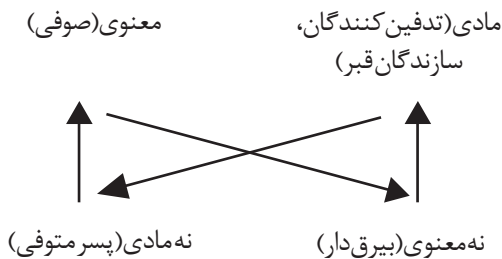 مادی(تدفین‌کنندگان،
سازندگان قبر)
معنوی(صوفی)
نه‌معنوی(بیرق‌دار)
نه‌مادی(پسر متوفی)